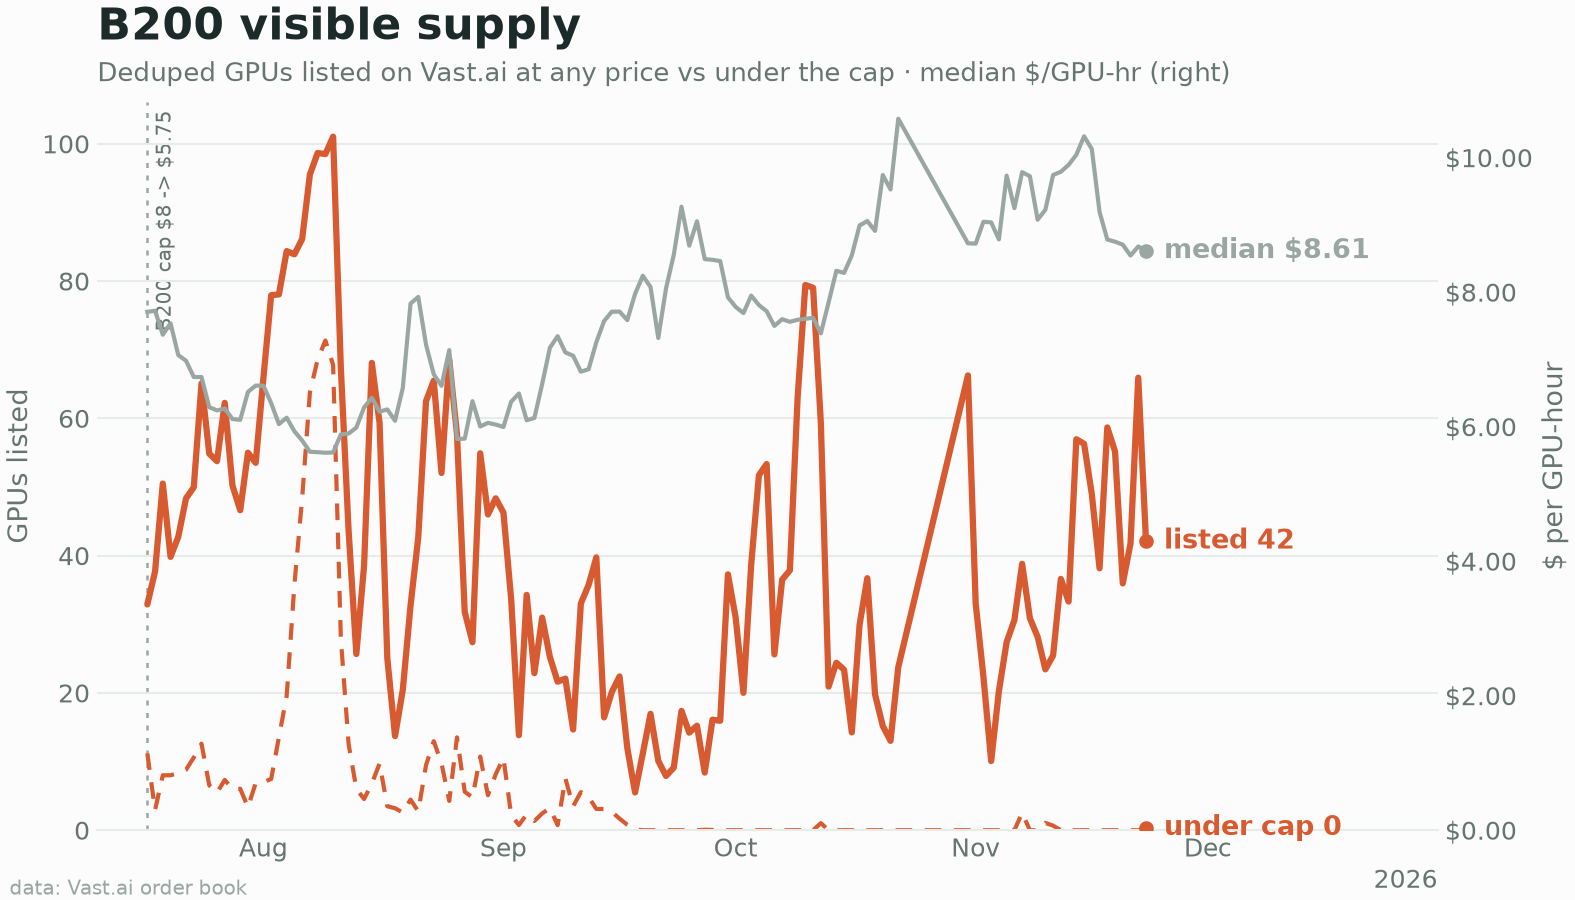 B200 visible supply
Deduped GPUs listed on Vast.ai at any price vs under the cap · median $/GPU-hr (right)
B200 cap $8 -> $5.75
GPUs listed
100
80
60
40
20
0
$10.00
$8.00
$6.00
$4.00
$2.00
$0.00
$ per GPU-hour
median $8.61
listed 42
under cap 0
Aug
Sep
Oct
Nov
Dec
2026
data: Vast.ai order book